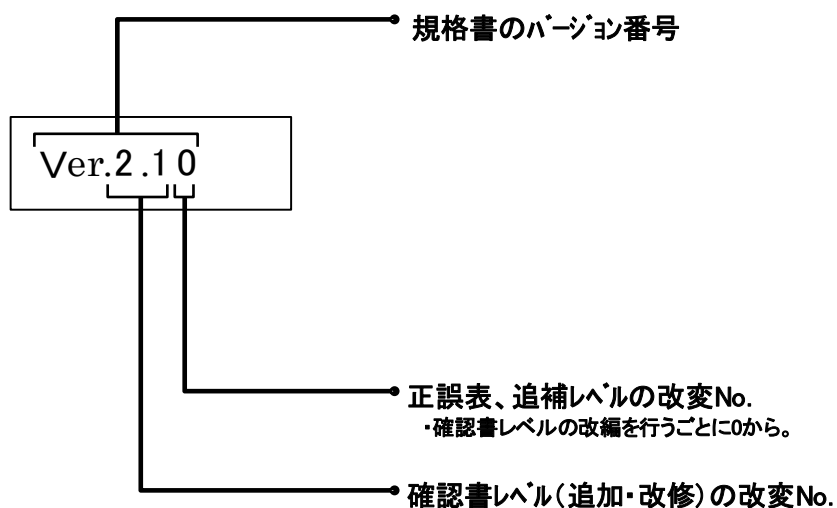 規格書のバージョン番号
Ver.2.10
正誤表、追補レベルの改変No.
・確認書レベルの改編を行うごとに0から。
確認書レベル(追加・改修)の改変No.